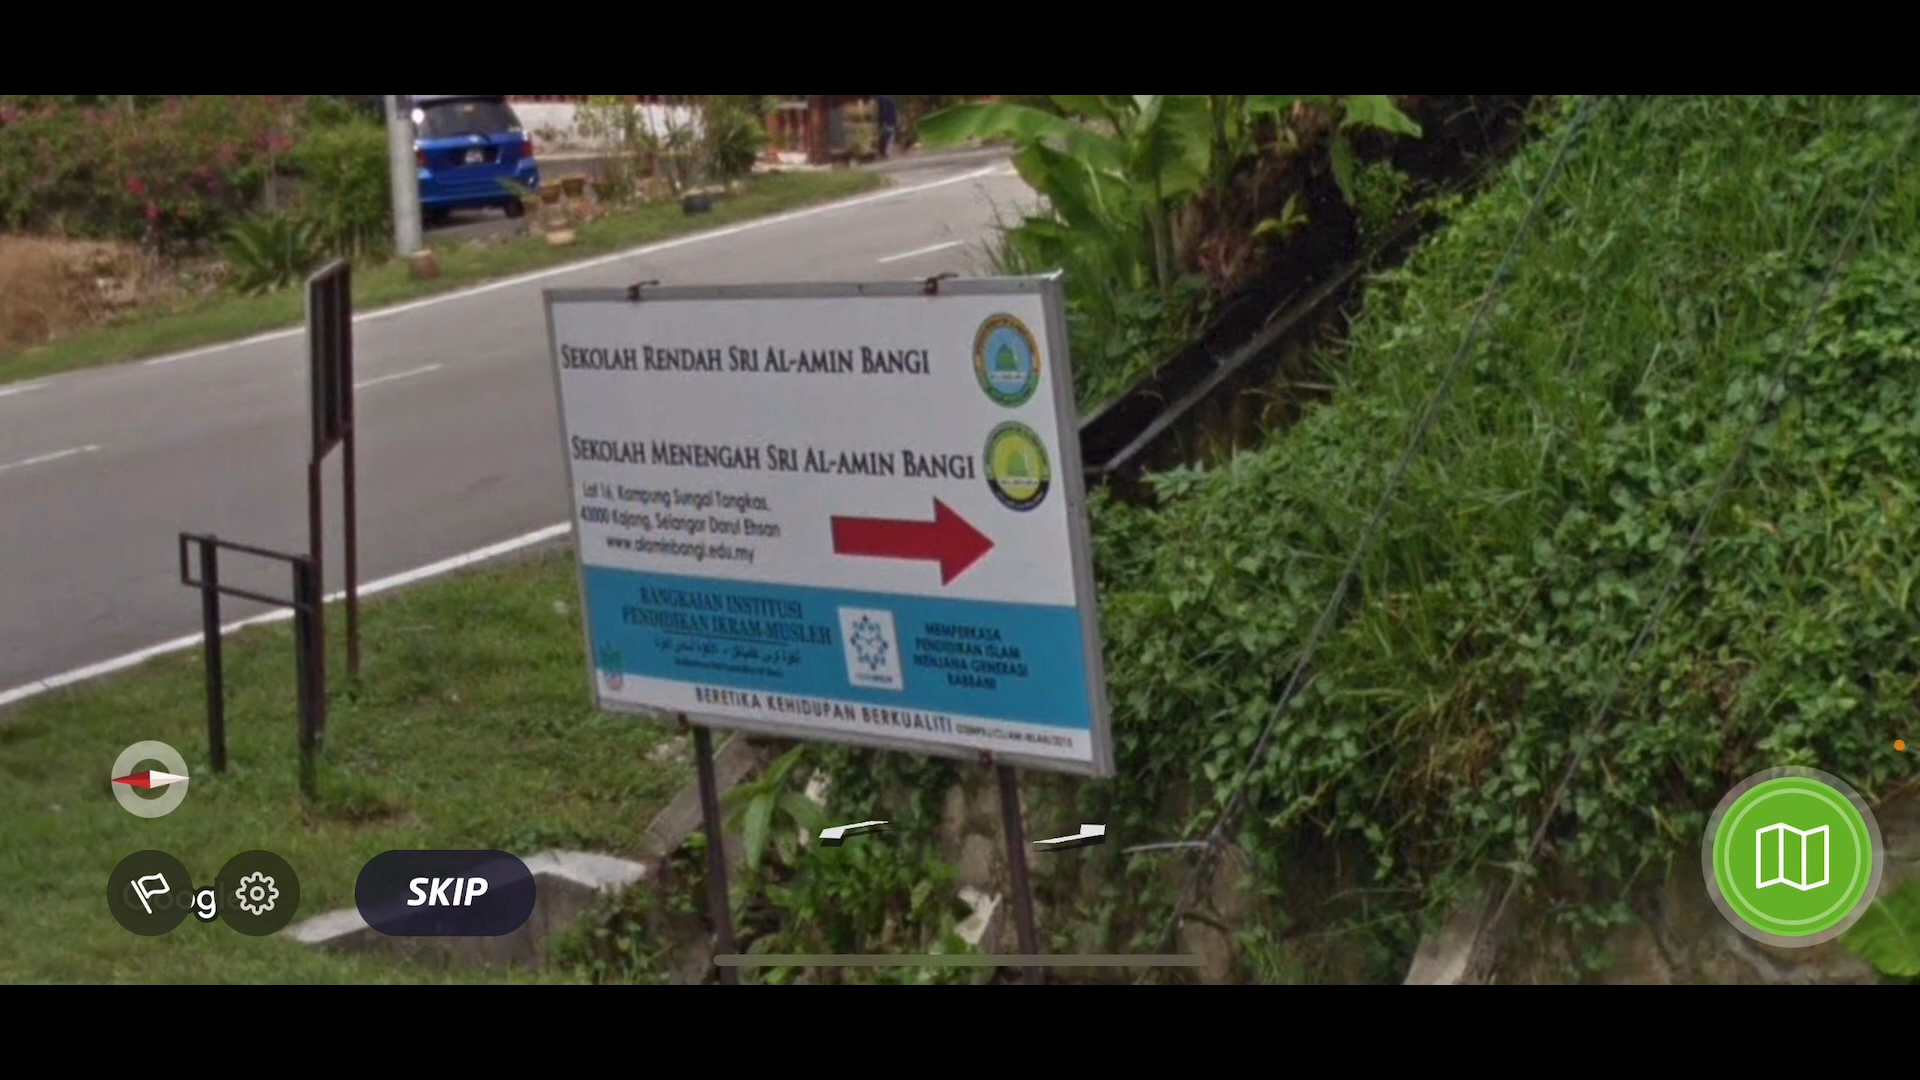 SEKOLAH RENDAH SRI AL-AMIN BANGI
SEKOLAH MENENGAH SRI AL-AMIN BANGI
Lot 16, Kampung Sungai Tangkas,
43000 Kajang, Selangor Darul Ehsan
www.alaminbangi.edu.my
RANGKAIAN INSTITUSI
PENDIDIKAN IKRAM-MUSLEH
MEMPERKASA
PENDIDIKAN ISLAM
MENJANA GENERASI
RABBANI
BERETIKA KEHIDUPAN BERKUALITI
SKIP